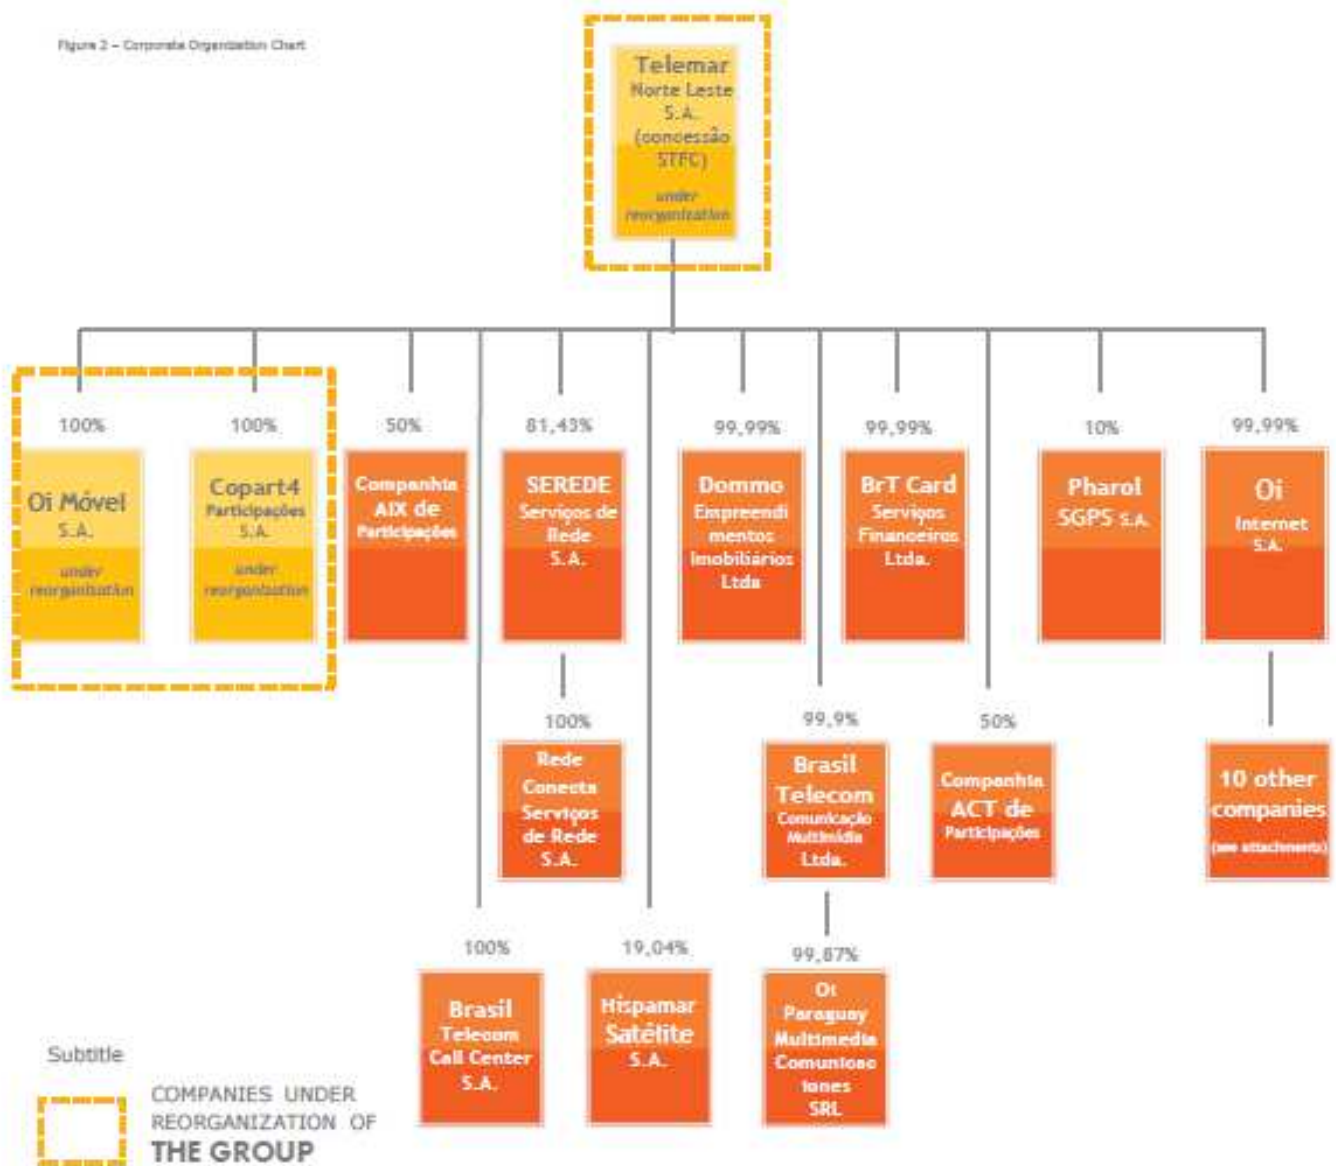 Figure 2 – Corporate Organization Chart
Telemar
Norte Leste
S.A.
(concessão
STFC)
under
reorganization
100%
100%
50%
81,43%
99,99%
99,99%
10%
99,99%
Oi Móvel
S.A.
under
reorganization
Copart4
Participações
S.A.
under
reorganization
Companhia
AIX de
Participações
SEREDE
Serviços de
Rede
S.A.
Dommo
Empreendi
mentos
Imobiliários
Ltda
BrT Card
Serviços
Financeiros
Ltda.
Pharol
SGPS S.A.
Oi
Internet
S.A.
100%
99,9%
50%
Rede
Conecta
Serviços
de Rede
S.A.
Brasil
Telecom
Comunicação
Multimídia
Ltda.
Companhia
ACT de
Participações
10 other
companies
(see attachment)
100%
19,04%
99,87%
Brasil
Telecom
Call Center
S.A.
Hispamar
Satélite
S.A.
Oi
Paraguay
Multimedia
Comunicac
iones
SRL
Subtitle
COMPANIES UNDER
REORGANIZATION OF
THE GROUP